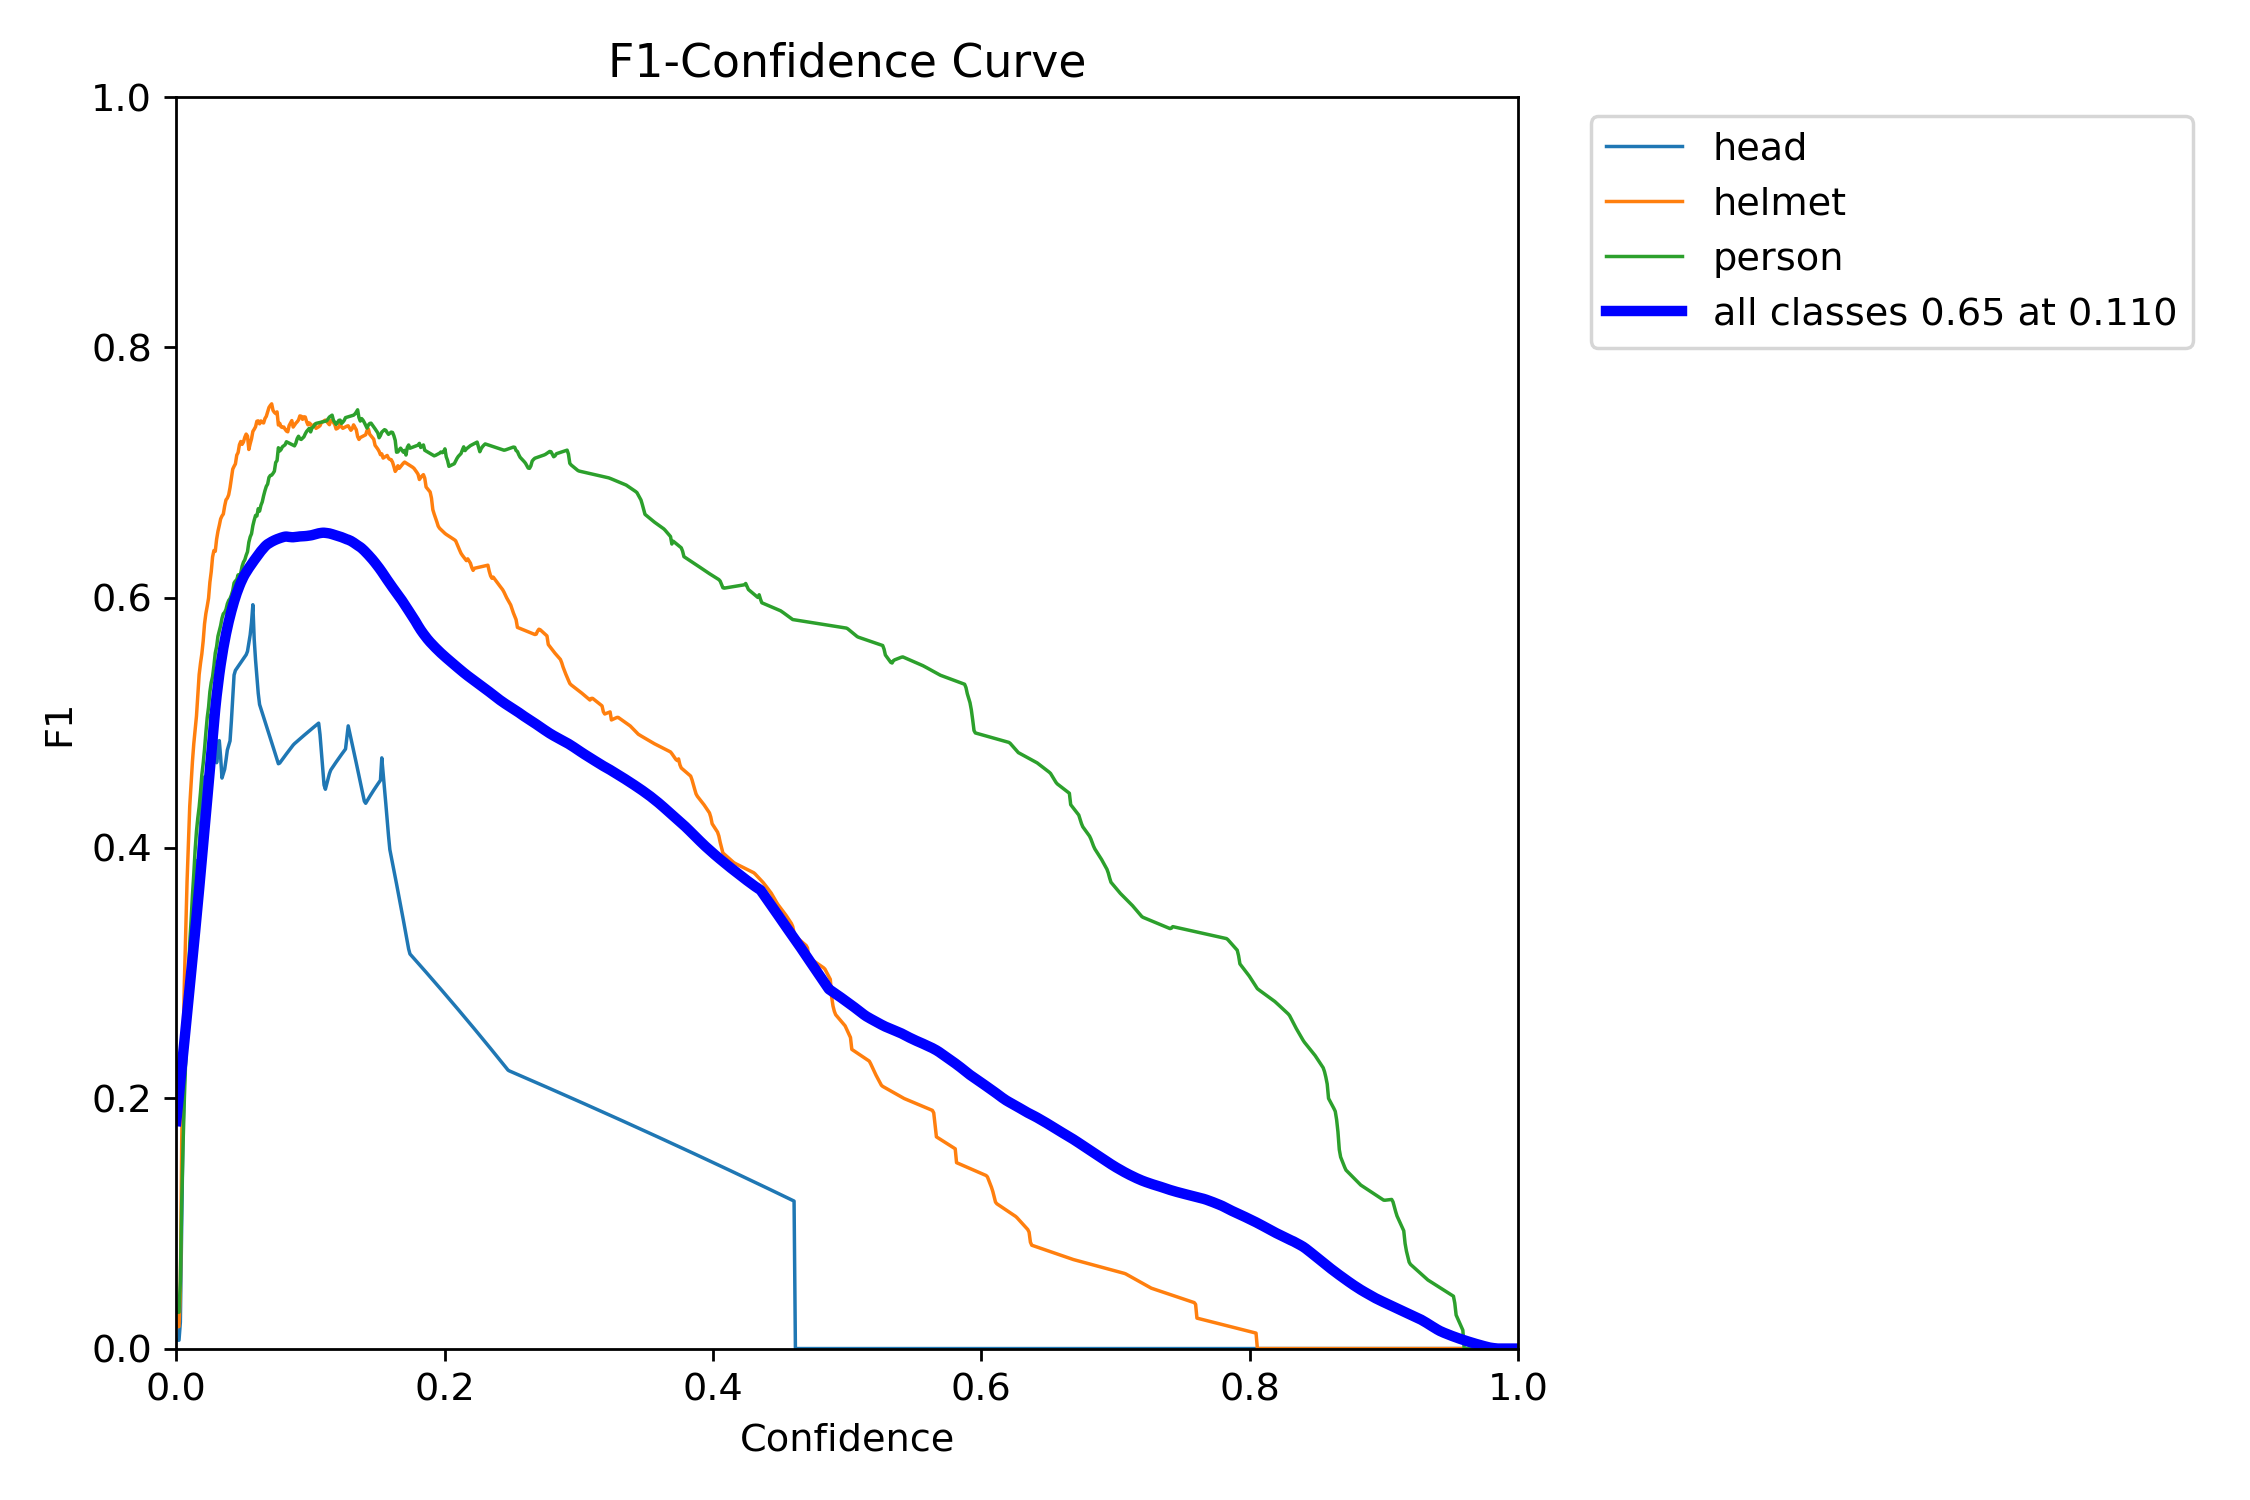 F1-Confidence Curve
1.0
0.8
0.6
0.4
0.2
0.0
F1
0.0 0.2 0.4 0.6 0.8 1.0
Confidence
head
helmet
person
all classes 0.65 at 0.110